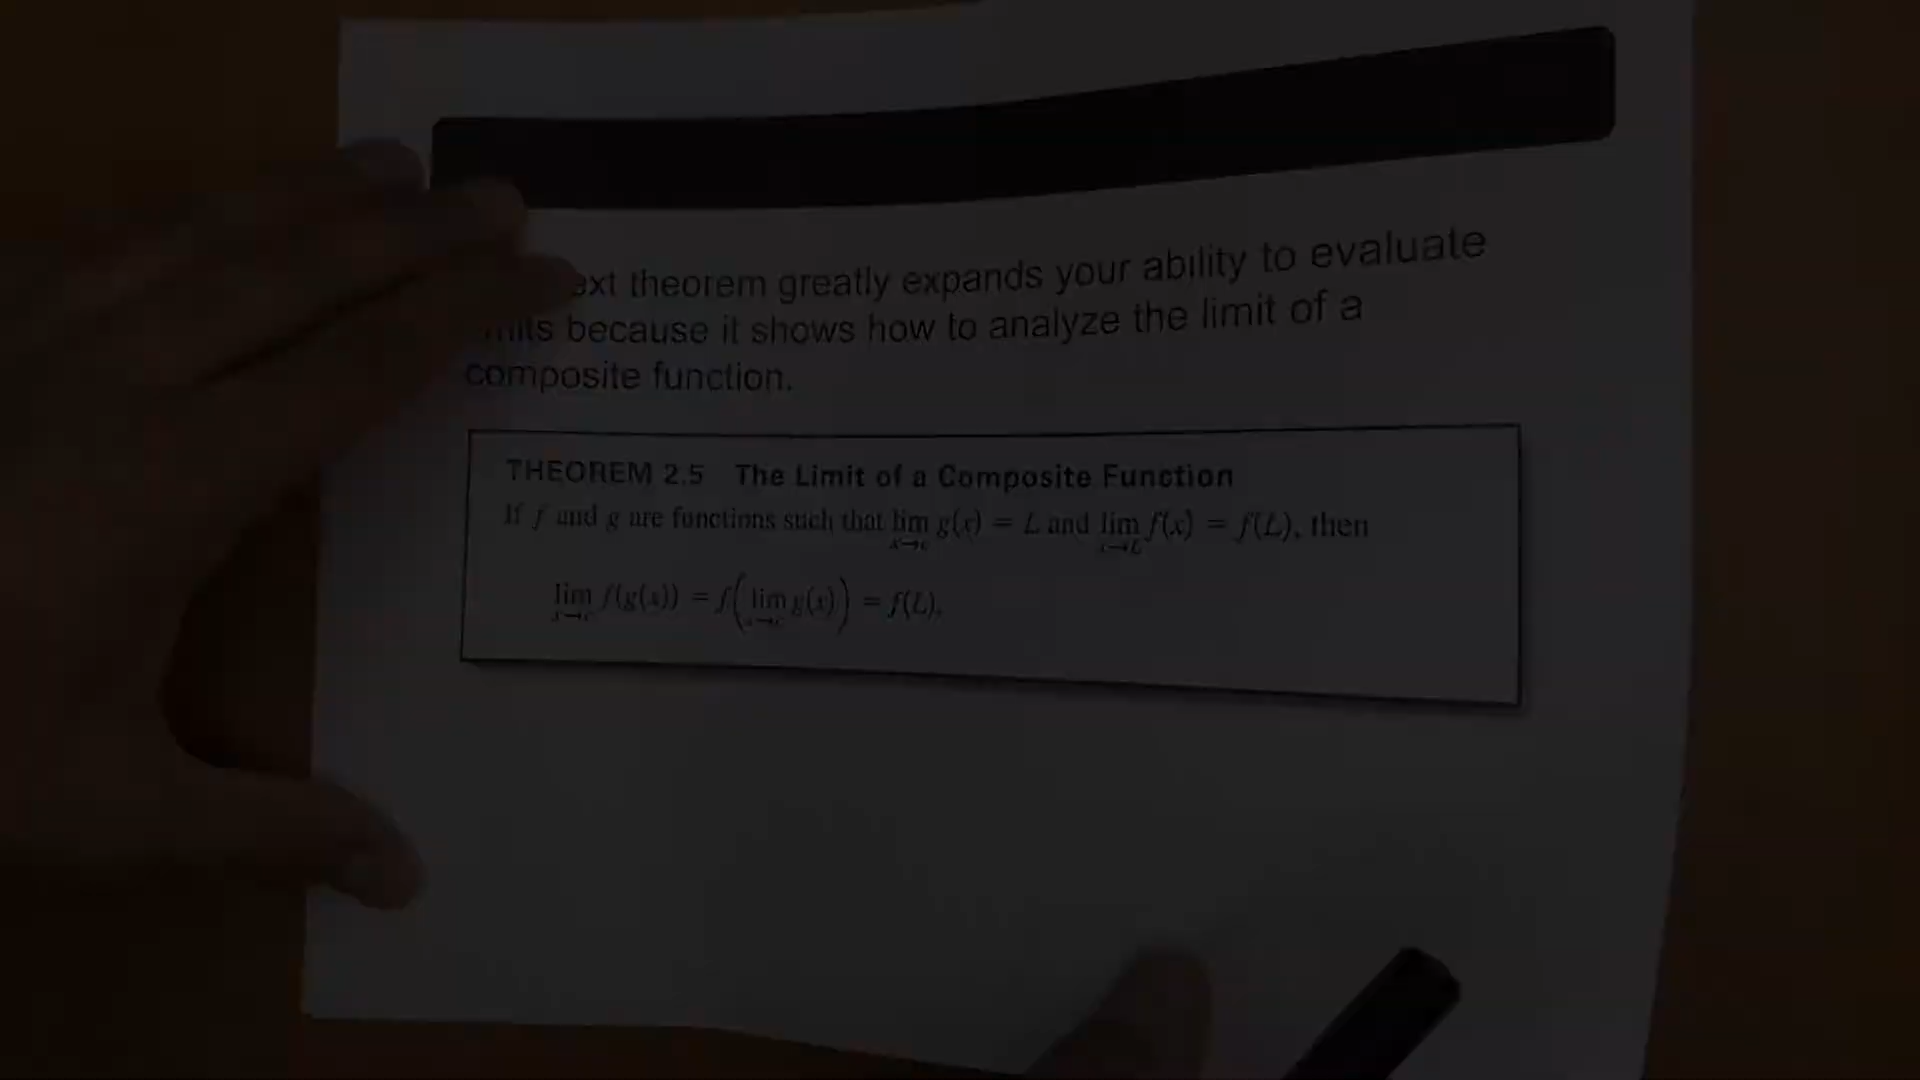 ext theorem greatly expands your ability to evaluate
because it shows how to analyze the limit of a
composite function.
THEOREM 2.5 The Limit of a Composite Function
If f and g are functions such that lim g(x) = L and lim f(x) = f(L), then
x→c x→L
lim f(g(x)) = f(lim g(x)) = f(L).
x→c x→c